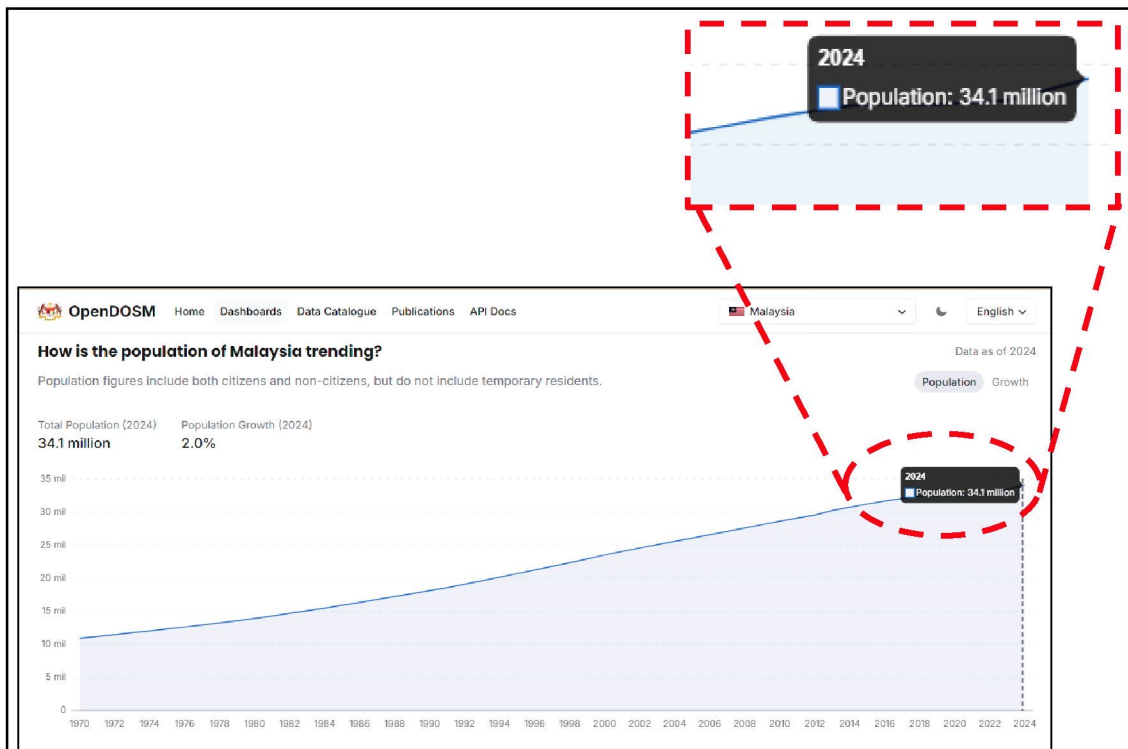 2024
Population: 34.1 million
OpenDOSM Home Dashboards Data Catalogue Publications API Docs Malaysia English
How is the population of Malaysia trending? Data as of 2024
Population figures include both citizens and non-citizens, but do not include temporary residents. Population Growth
Total Population (2024) Population Growth (2024)
34.1 million 2.0%
35 mil
2024
Population: 34.1 million
30 mil
25 mil
20 mil
15 mil
10 mil
5 mil
0
1970 1972 1974 1976 1978 1980 1982 1984 1986 1988 1990 1992 1994 1996 1998 2000 2002 2004 2006 2008 2010 2012 2014 2016 2018 2020 2022 2024